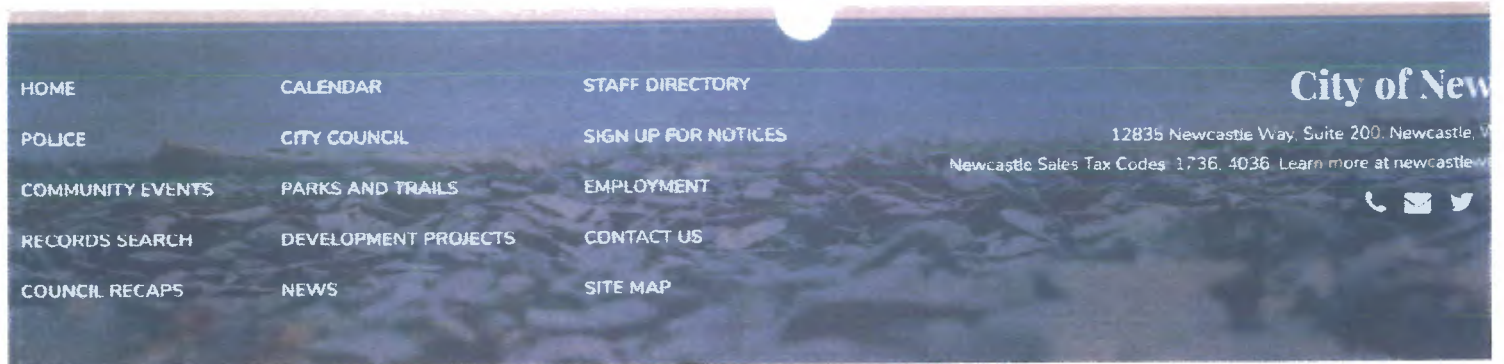 HOME
POLICE
COMMUNITY EVENTS
RECORDS SEARCH
COUNCIL RECAPS
CALENDAR
CITY COUNCIL
PARKS AND TRAILS
DEVELOPMENT PROJECTS
NEWS
STAFF DIRECTORY
SIGN UP FOR NOTICES
EMPLOYMENT
CONTACT US
SITE MAP
City of New
12835 Newcastle Way, Suite 200, Newcastle,
Newcastle Sales Tax Codes: 1736, 4036. Learn more at